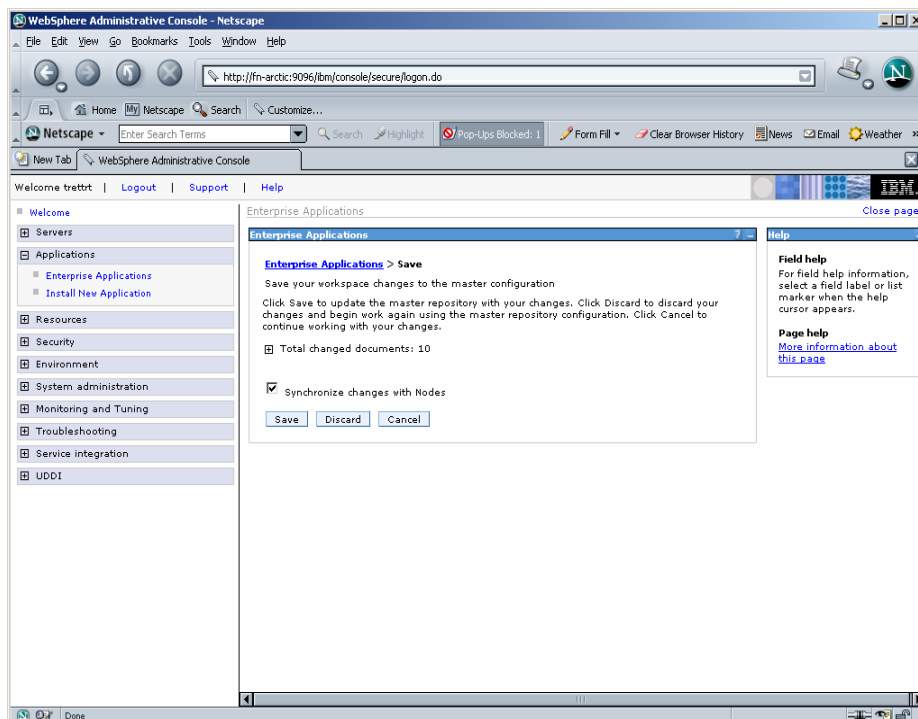 WebSphere Administrative Console - Netscape
File Edit View Go Bookmarks Tools Window Help
http://fn-arctic:9096/ibm/console/secure/logon.do
Home My Netscape Search Customize...
Netscape Enter Search Terms Search Highlight Pop-Ups Blocked: 1 Form Fill Clear Browser History News Email Weather »
New Tab WebSphere Administrative Console
Welcome trettrt | Logout | Support | Help
IBM.
Welcome
Servers
Applications
Enterprise Applications
Install New Application
Resources
Security
Environment
System administration
Monitoring and Tuning
Troubleshooting
Service integration
UDDI
Enterprise Applications
Close page
Enterprise Applications ? –
Enterprise Applications > Save
Save your workspace changes to the master configuration
Click Save to update the master repository with your changes. Click Discard to discard your
changes and begin work again using the master repository configuration. Click Cancel to
continue working with your changes.
Total changed documents: 10
Synchronize changes with Nodes
Save Discard Cancel
Help
Field help
For field help information,
select a field label or list
marker when the help
cursor appears.
Page help
More information about
this page
Done